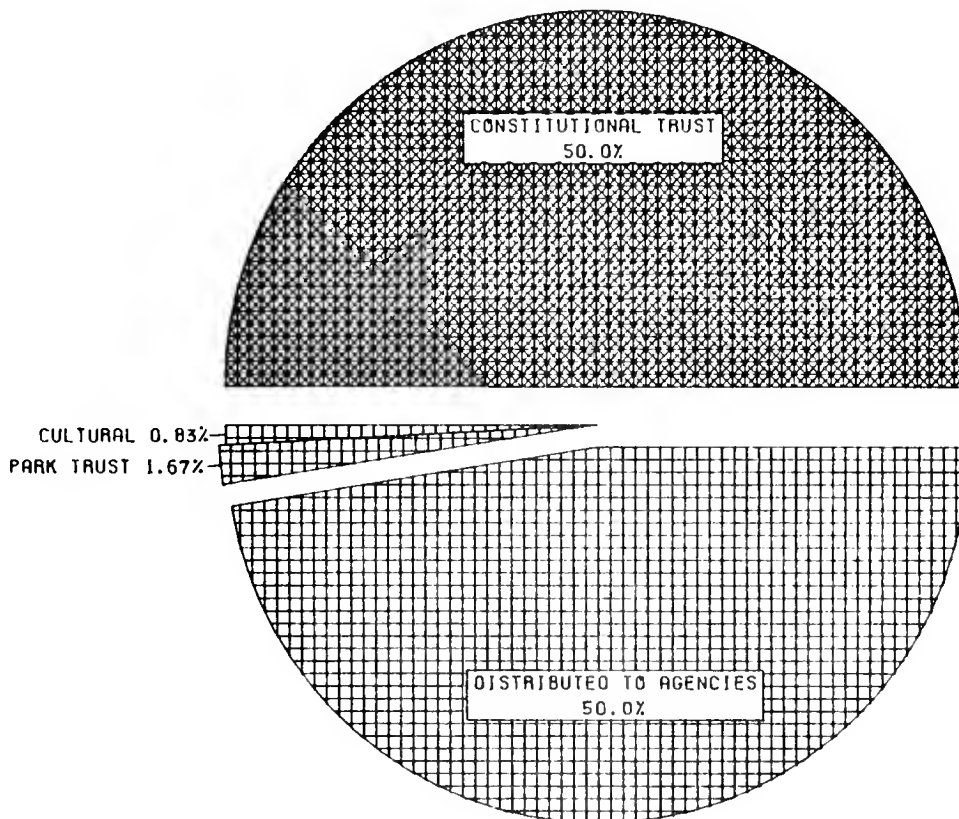 CONSTITUTIONAL TRUST
50.0%
CULTURAL 0.83%
PARK TRUST 1.67%
DISTRIBUTED TO AGENCIES
50.0%